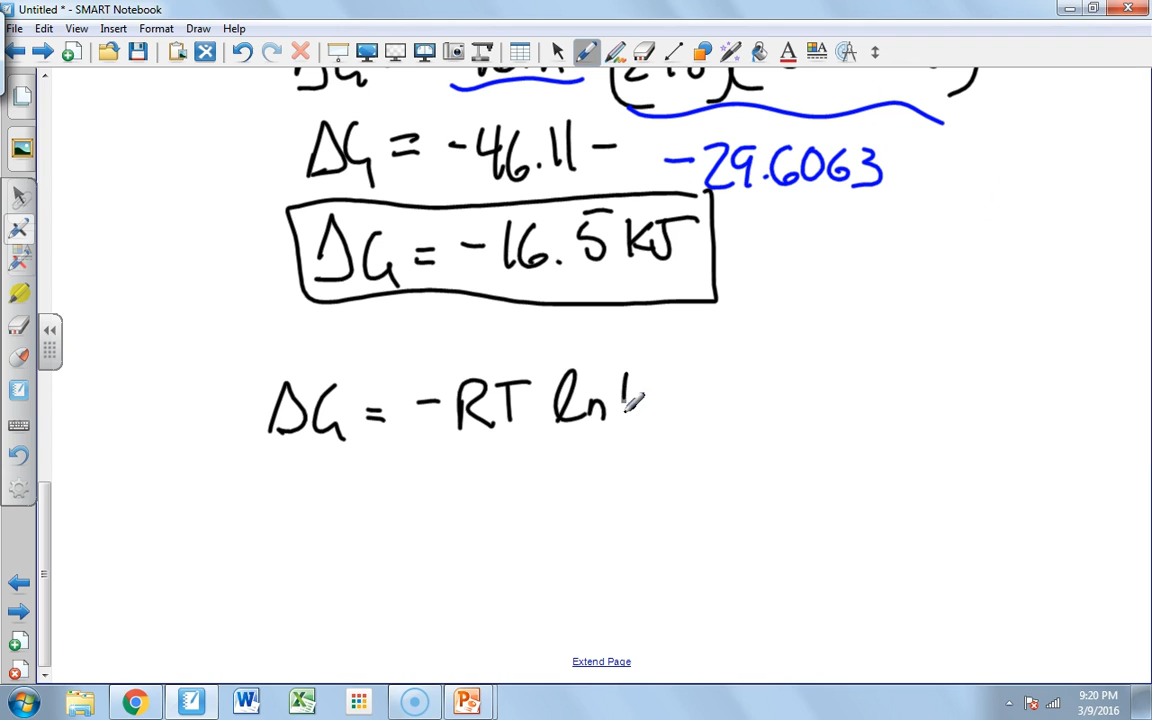 Untitled * - SMART Notebook
File Edit View Insert Format Draw Help
ΔG = -46.11 - -29.6063
ΔG = -16.5 KJ
ΔG = -RT ln
Extend Page
9:20 PM
3/9/2016